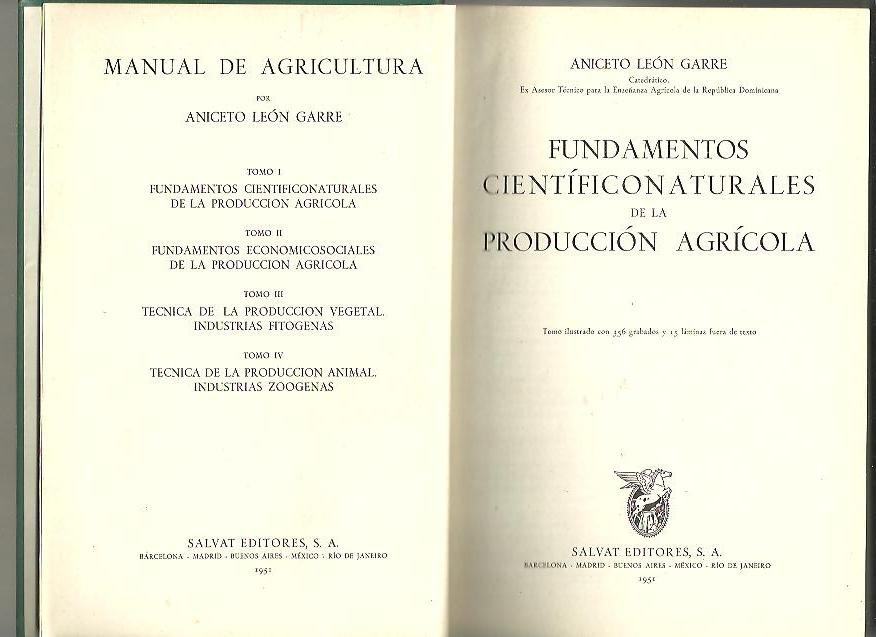 MANUAL DE AGRICULTURA
POR
ANICETO LEÓN GARRE
TOMO I
FUNDAMENTOS CIENTIFICONATURALES
DE LA PRODUCCION AGRICOLA
TOMO II
FUNDAMENTOS ECONOMICOSOCIALES
DE LA PRODUCCION AGRICOLA
TOMO III
TECNICA DE LA PRODUCCION VEGETAL.
INDUSTRIAS FITOGENAS
TOMO IV
TECNICA DE LA PRODUCCION ANIMAL.
INDUSTRIAS ZOOGENAS
SALVAT EDITORES, S. A.
BARCELONA - MADRID - BUENOS AIRES - MÉXICO - RÍO DE JANEIRO
1951
ANICETO LEÓN GARRE
Catedrático.
Ex Asesor Técnico para la Enseñanza Agrícola de la República Dominicana
FUNDAMENTOS
CIENTÍFICONATURALES
DE LA
PRODUCCIÓN AGRÍCOLA
Tomo ilustrado con 356 grabados y 15 láminas fuera de texto
SALVAT EDITORES, S. A.
BARCELONA - MADRID - BUENOS AIRES - MÉXICO - RÍO DE JANEIRO
1951